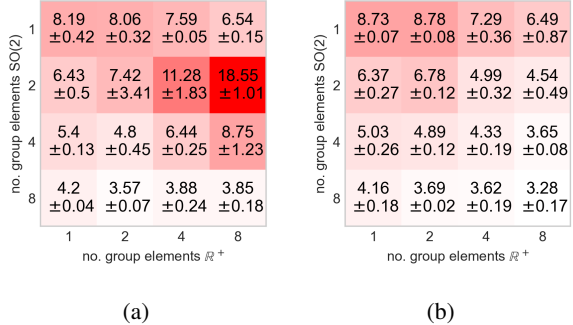 no. group elements SO(2)
1 8.19 8.06 7.59 6.54
±0.42 ±0.32 ±0.05 ±0.15
2 6.43 7.42 11.28 18.55
±0.5 ±3.41 ±1.83 ±1.01
4 5.4 4.8 6.44 8.75
±0.13 ±0.45 ±0.25 ±1.23
8 4.2 3.57 3.88 3.85
±0.04 ±0.07 ±0.24 ±0.18
1 2 4 8
no. group elements ℝ⁺
(a)
no. group elements SO(2)
1 8.73 8.78 7.29 6.49
±0.07 ±0.08 ±0.36 ±0.87
2 6.37 6.78 4.99 4.54
±0.27 ±0.12 ±0.32 ±0.49
4 5.03 4.89 4.33 3.65
±0.26 ±0.12 ±0.19 ±0.08
8 4.16 3.69 3.62 3.28
±0.18 ±0.02 ±0.19 ±0.17
1 2 4 8
no. group elements ℝ⁺
(b)